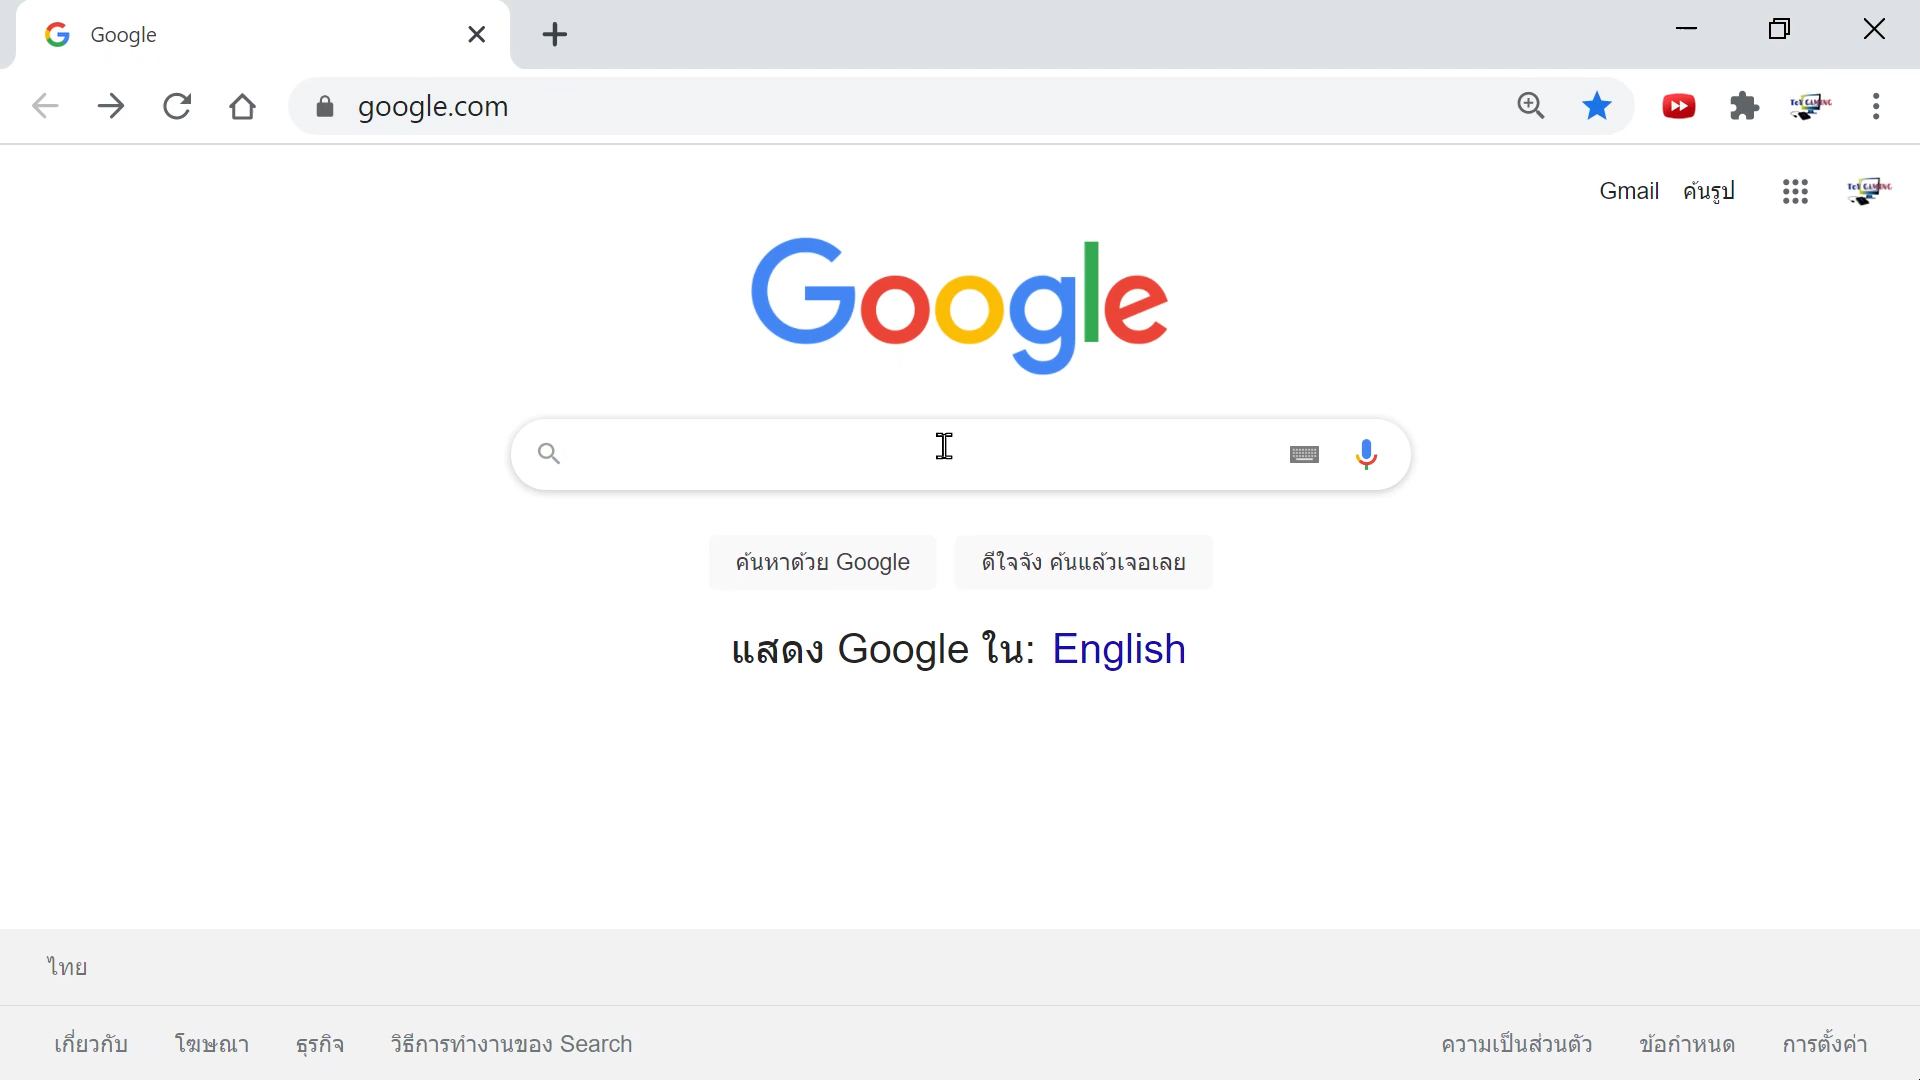 Google
google.com
Gmail ค้นรูป
Google
ค้นหาด้วย Google ดีใจจัง ค้นแล้วเจอเลย
แสดง Google ใน: English
ไทย
เกี่ยวกับ โฆษณา ธุรกิจ วิธีการทำงานของ Search ความเป็นส่วนตัว ข้อกำหนด การตั้งค่า